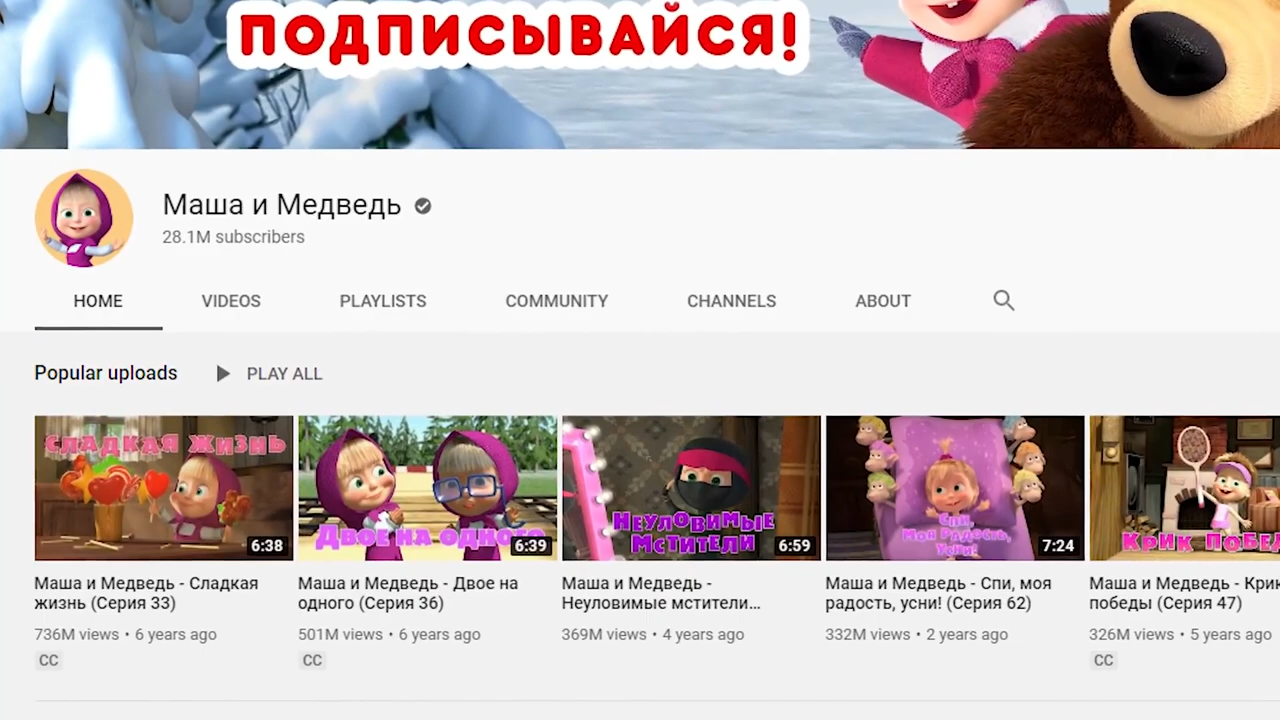 ПОДПИСЫВАЙСЯ!
Маша и Медведь
28.1M subscribers
HOME VIDEOS PLAYLISTS COMMUNITY CHANNELS ABOUT
Popular uploads PLAY ALL
СЛАДКАЯ ЖИЗНЬ
6:38
ДВОЕ НА ОДНОГО
6:39
НЕУЛОВИМЫЕ
МСТИТЕЛИ
6:59
СПИ,
МОЯ РАДОСТЬ,
УСНИ!
7:24
КРИК ПОБЕД
Маша и Медведь - Сладкая
жизнь (Серия 33)
736M views • 6 years ago
CC
Маша и Медведь - Двое на
одного (Серия 36)
501M views • 6 years ago
CC
Маша и Медведь -
Неуловимые мстители...
369M views • 4 years ago
Маша и Медведь - Спи, моя
радость, усни! (Серия 62)
332M views • 2 years ago
Маша и Медведь - Крик
победы (Серия 47)
326M views • 5 years ago
CC